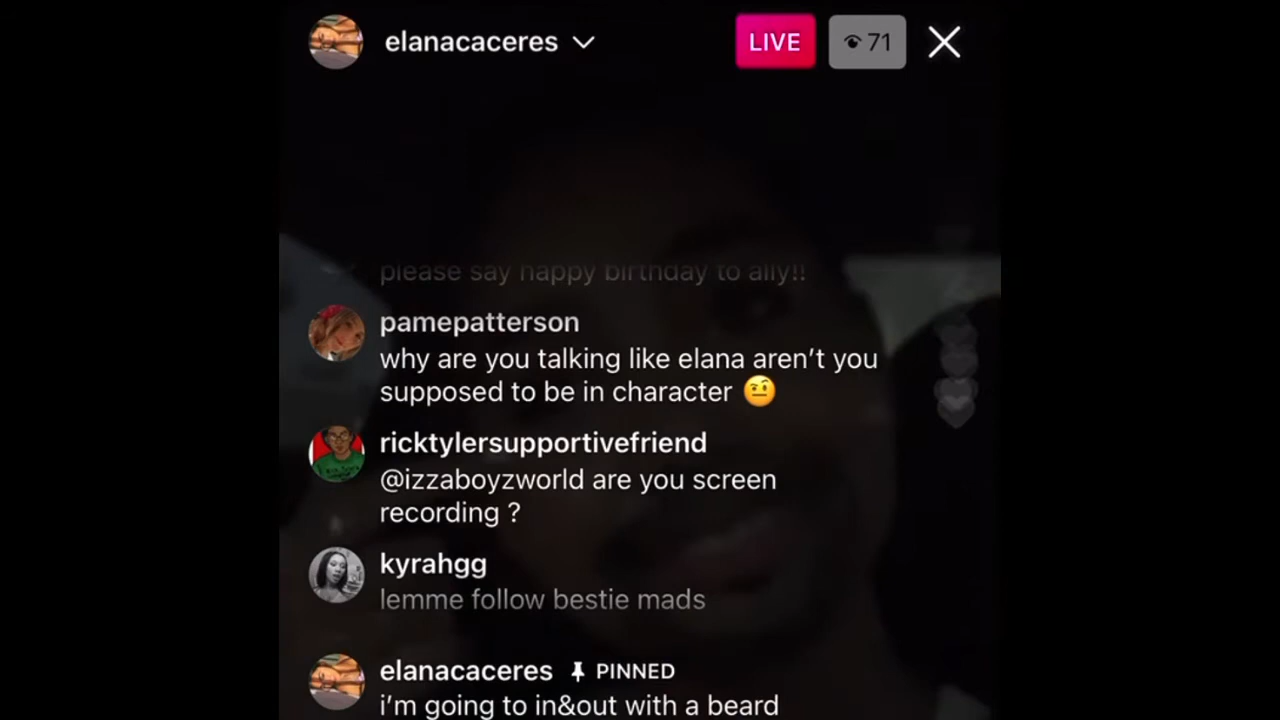 elanacaceres
LIVE
71
please say happy birthday to ally!!
pamepatterson
why are you talking like elana aren't you
supposed to be in character 🤨
ricktylersupportivefriend
@izzaboyzworld are you screen
recording ?
kyrahgg
lemme follow bestie mads
elanacaceres PINNED
i'm going to in&out with a beard